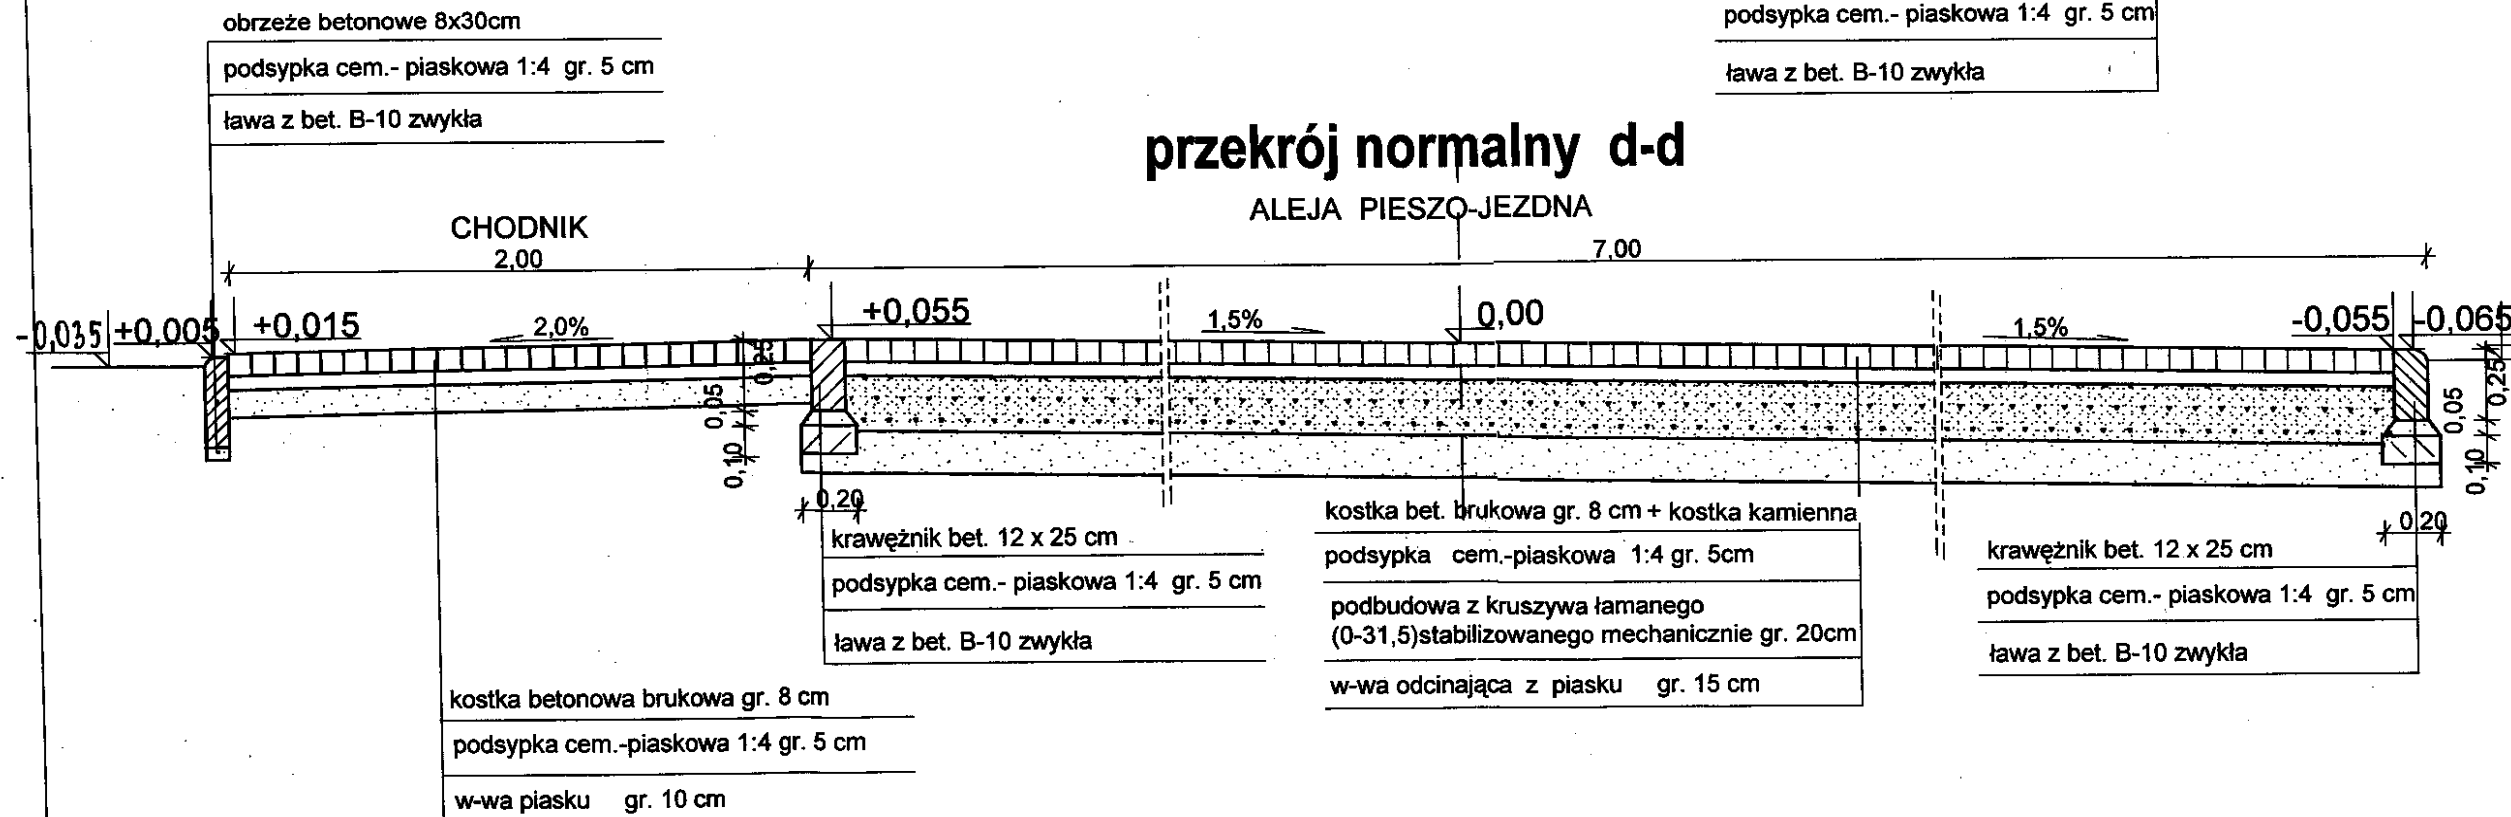 obrzeże betonowe 8x30cm
podsypka cem.- piaskowa 1:4 gr. 5 cm
ława z bet. B-10 zwykła
podsypka cem.- piaskowa 1:4 gr. 5 cm
ława z bet. B-10 zwykła
przekrój normalny d-d
ALEJA PIESZO-JEZDNA
CHODNIK
2,00
7,00
-0,035
+0,005
+0,015
2,0%
+0,055
1,5%
0,00
1,5%
-0,055
-0,065
0,25
0,05
0,10
0,20
0,25
0,05
0,10
0,20
krawężnik bet. 12 x 25 cm
podsypka cem.- piaskowa 1:4 gr. 5 cm
ława z bet. B-10 zwykła
kostka bet. brukowa gr. 8 cm + kostka kamienna
podsypka cem.-piaskowa 1:4 gr. 5cm
podbudowa z kruszywa łamanego
(0-31,5)stabilizowanego mechanicznie gr. 20cm
w-wa odcinająca z piasku gr. 15 cm
krawężnik bet. 12 x 25 cm
podsypka cem.- piaskowa 1:4 gr. 5 cm
ława z bet. B-10 zwykła
kostka betonowa brukowa gr. 8 cm
podsypka cem.-piaskowa 1:4 gr. 5 cm
w-wa piasku gr. 10 cm